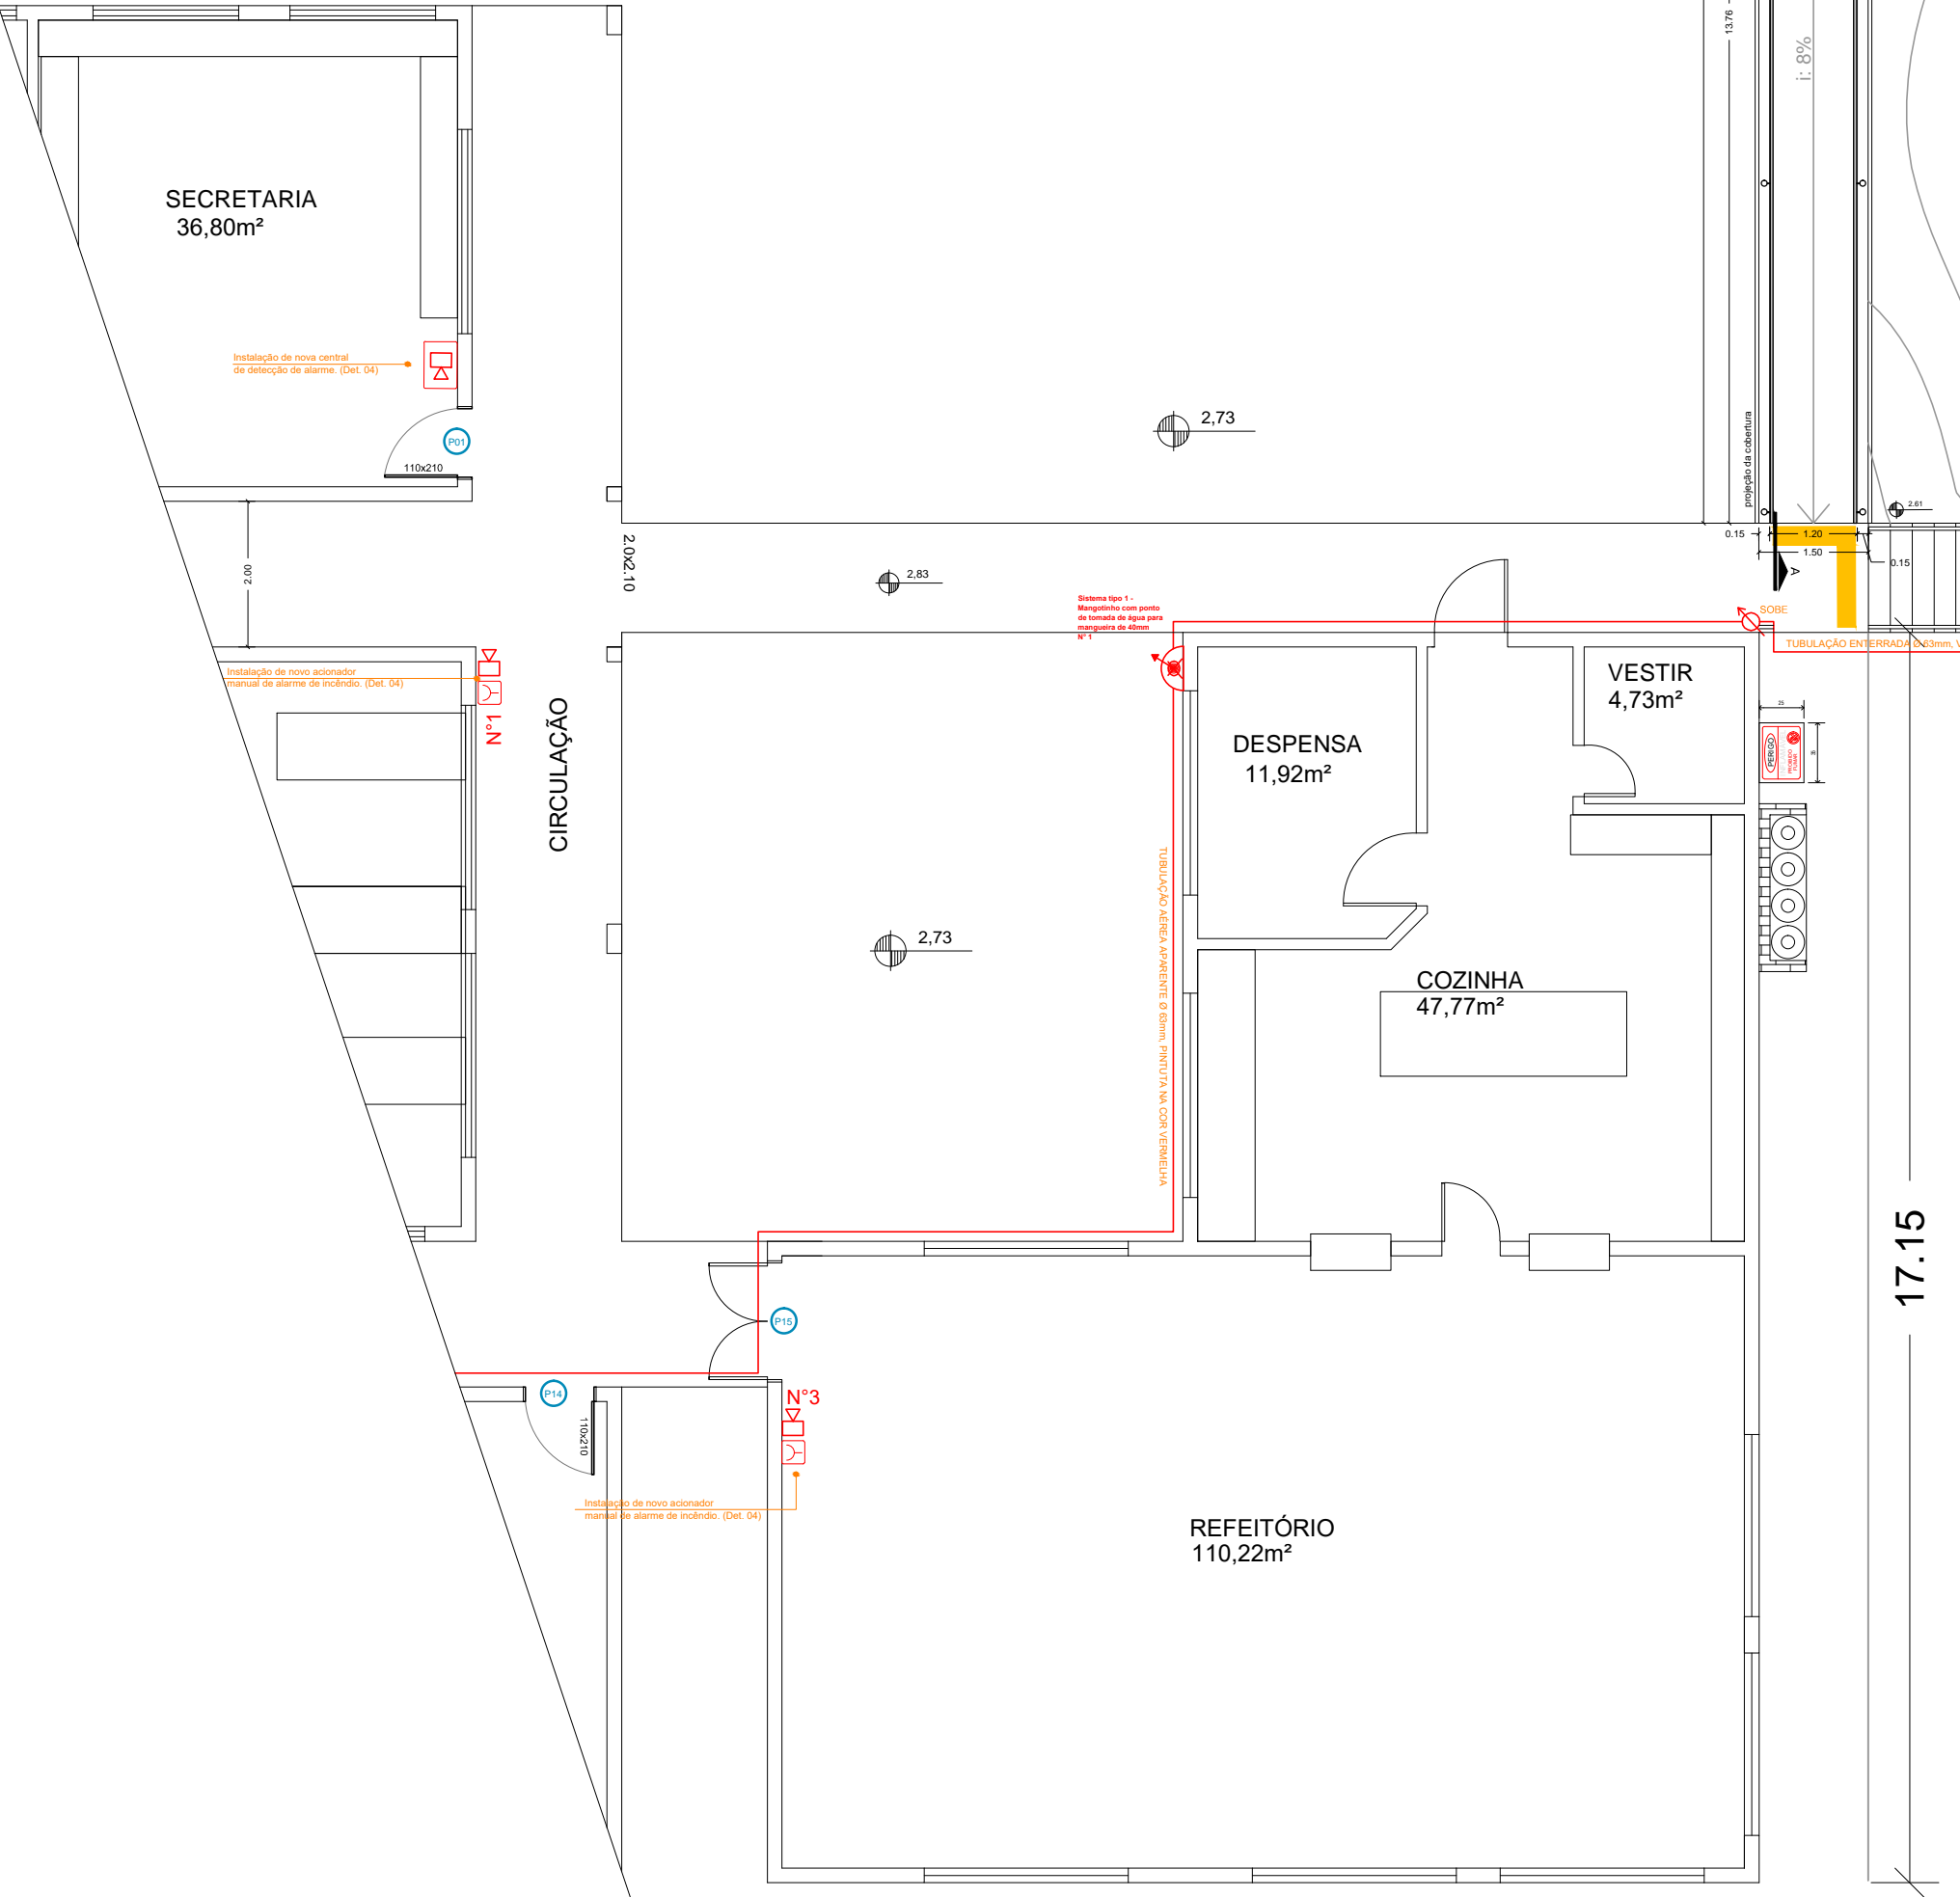 13.76
i: 8%
SECRETARIA
36,80m²
Instalação de nova central
de detecção de alarme. (Det. 04)
P01
110x210
2,73
projeção da cobertura
2.61
0.15
1.20
1.50
0.15
A
2.00
2.0x2.10
2,83
Sistema tipo 1 -
Mangotinho com ponto
de tomada de água para
mangueira de 40mm
N° 1
SOBE
TUBULAÇÃO ENTERRADA Ø 63mm, V
Instalação de novo acionador
manual de alarme de incêndio. (Det. 04)
N°1
CIRCULAÇÃO
VESTIR
4,73m²
25
PERIGO
PROIBIDO
FUMAR
DESPENSA
11,92m²
TUBULAÇÃO AÉREA APARENTE Ø 63mm, PINTUTA NA COR VERMELHA
2,73
COZINHA
47,77m²
17.15
P15
P14
110x210
N°3
Instalação de novo acionador
manual de alarme de incêndio. (Det. 04)
REFEITÓRIO
110,22m²